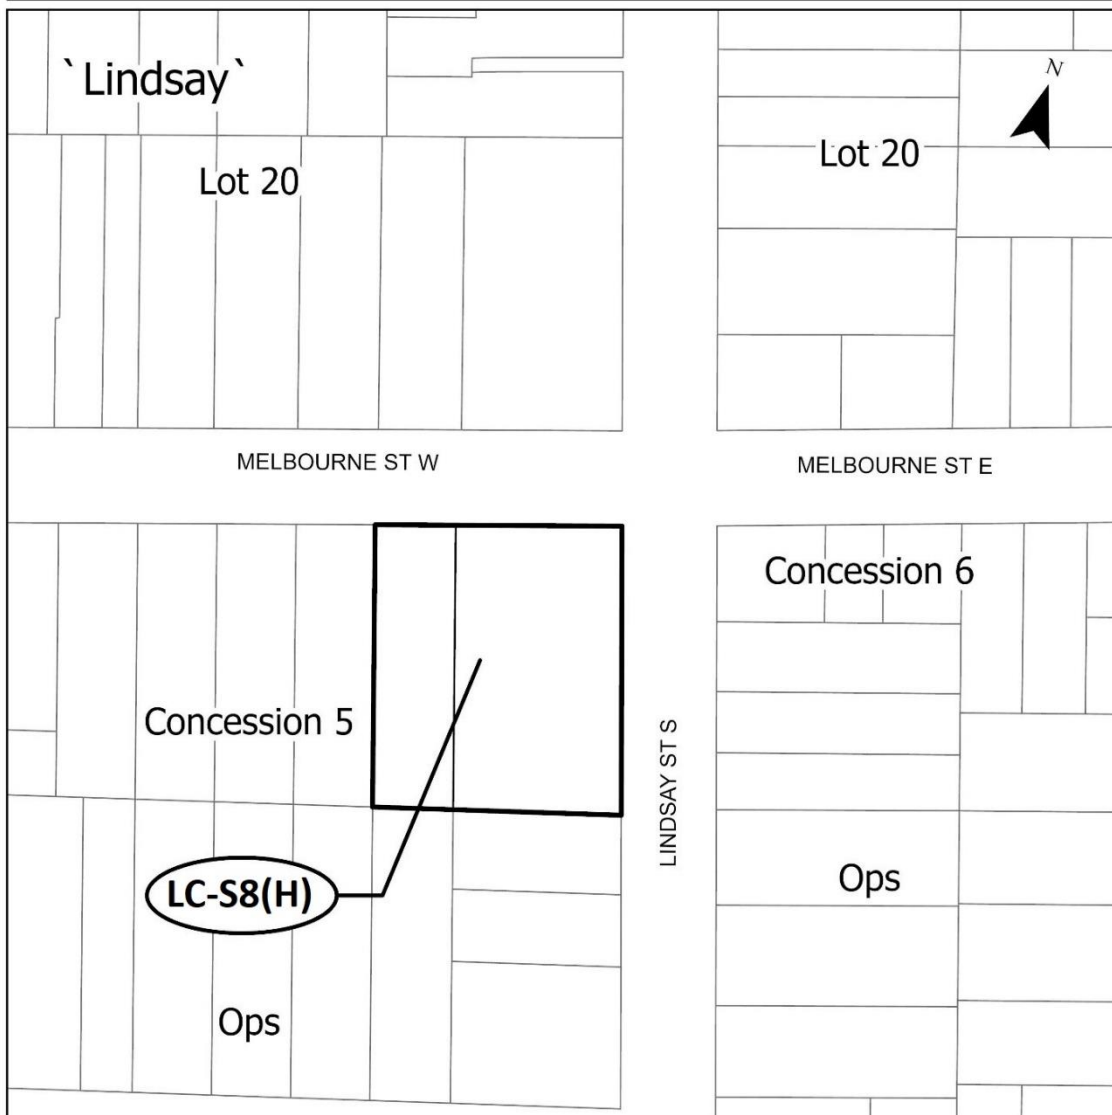 `Lindsay`
N
Lot 20
Lot 20
MELBOURNE ST W
MELBOURNE ST E
Concession 6
Concession 5
LINDSAY ST S
LC-S8(H)
Ops
Ops